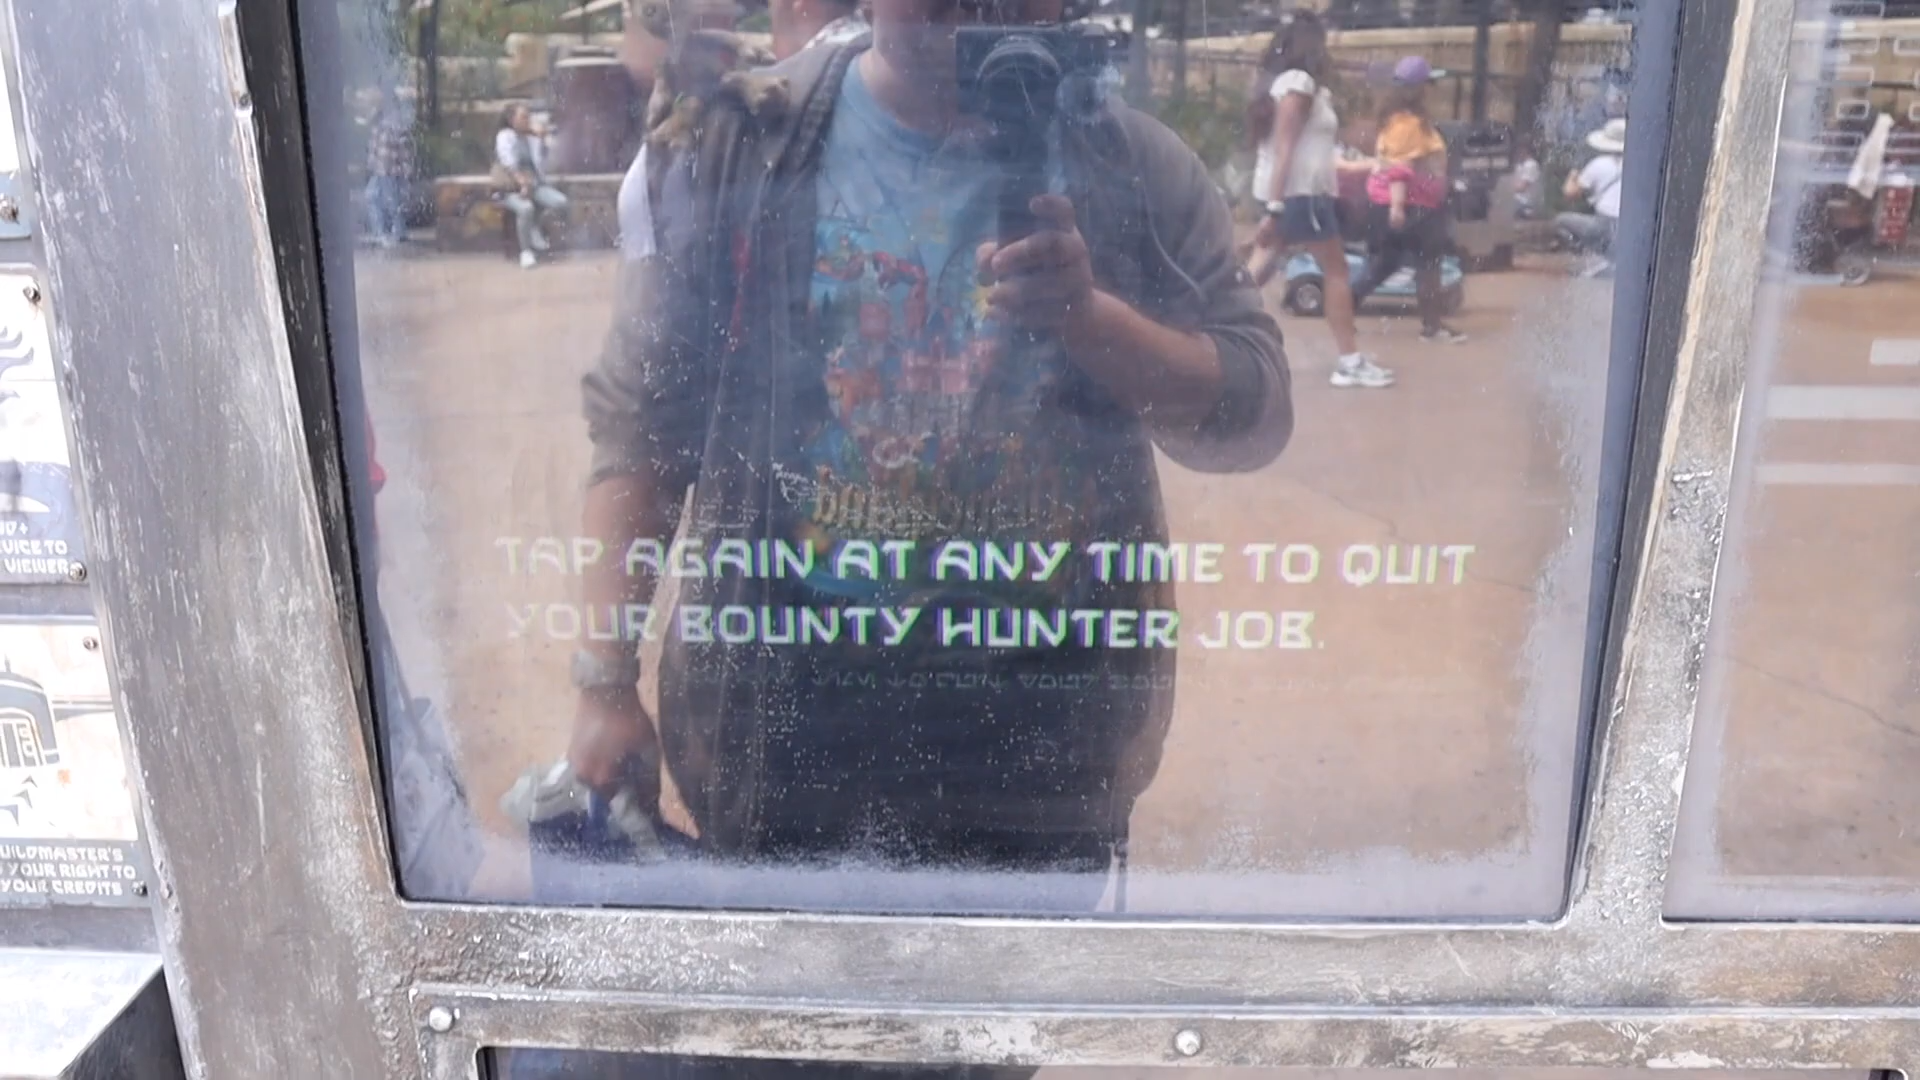 VICE TO
VIEWER
TAP AGAIN AT ANY TIME TO QUIT
YOUR BOUNTY HUNTER JOB.
YOUR RIGHT TO
YOUR CREDITS